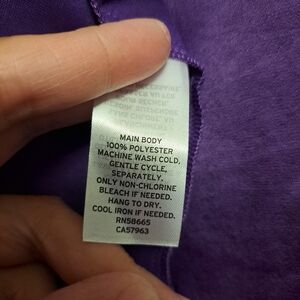 MAIN BODY
100% POLYESTER
MACHINE WASH COLD,
GENTLE CYCLE,
SEPARATELY.
ONLY NON-CHLORINE
BLEACH IF NEEDED.
HANG TO DRY.
COOL IRON IF NEEDED.
RN58665
CA57963